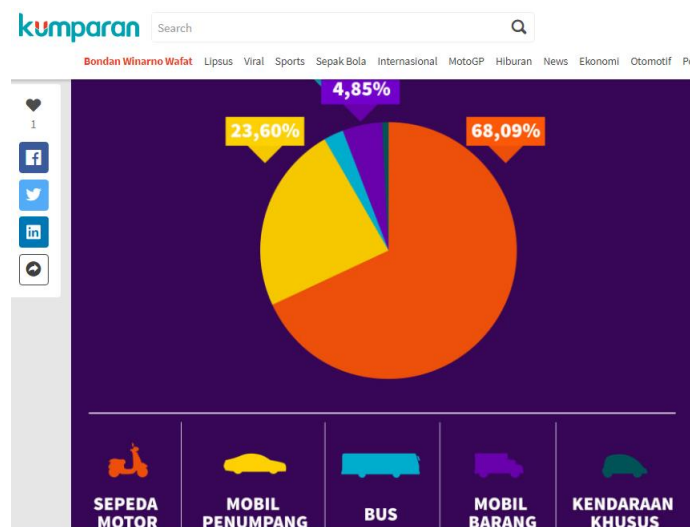 kumparan
Search
Bondan Winarno Wafat Lipsus Viral Sports Sepak Bola Internasional MotoGP Hiburan News Ekonomi Otomotif
1
4,85%
23,60% 68,09%
SEPEDA MOTOR
MOBIL PENUMPANG
BUS
MOBIL BARANG
KENDARAAN KHUSUS